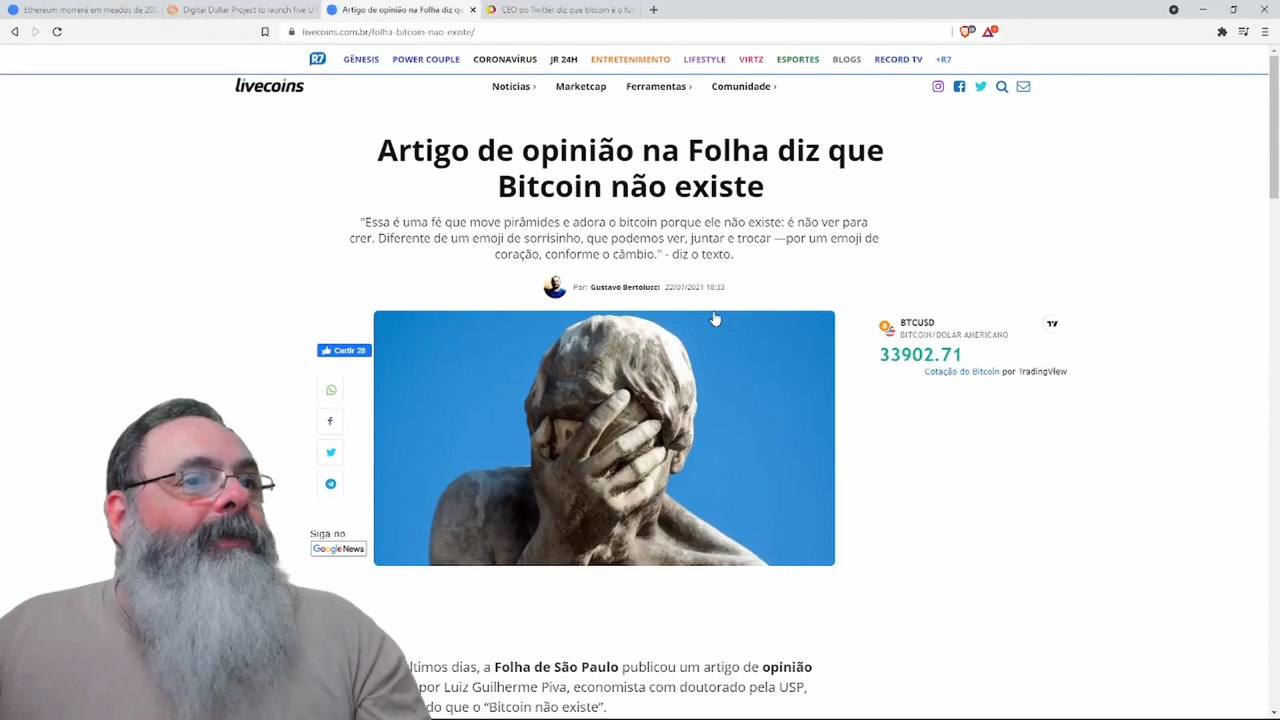 Ethereum morrerá em meados de 202
Digital Dollar Project to launch five U
Artigo de opinião na Folha diz que
CEO do Twitter diz que bitcoin é o fu
livecoins.com.br/folha-bitcoin-nao-existe/
R7 GÊNESIS POWER COUPLE CORONAVÍRUS JR 24H ENTRETENIMENTO LIFESTYLE VIRTZ ESPORTES BLOGS RECORD TV +R7
livecoins Notícias › Marketcap Ferramentas › Comunidade ›
Artigo de opinião na Folha diz que
Bitcoin não existe
"Essa é uma fé que move pirâmides e adora o bitcoin porque ele não existe: é não ver para
crer. Diferente de um emoji de sorrisinho, que podemos ver, juntar e trocar —por um emoji de
coração, conforme o câmbio." - diz o texto.
Por: Gustavo Bertolucci 22/07/2021 18:33
BTCUSD
BITCOIN/DOLAR AMERICANO
33902.71
Cotação do Bitcoin por TradingView
Curtir 28
Siga no
Google News
ltimos dias, a Folha de São Paulo publicou um artigo de opinião
por Luiz Guilherme Piva, economista com doutorado pela USP,
do que o “Bitcoin não existe”.